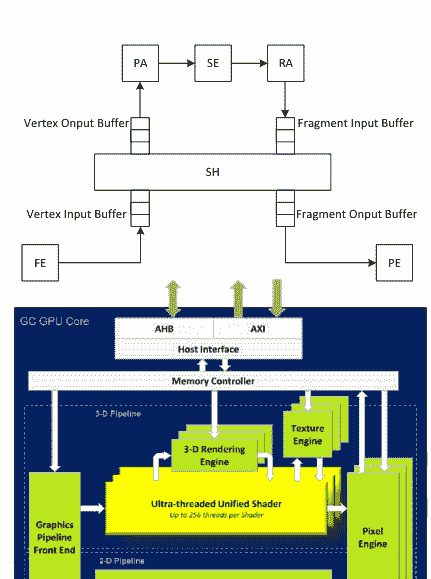 PA
SE
RA
Vertex Onput Buffer
Fragment Input Buffer
SH
Vertex Input Buffer
Fragment Onput Buffer
FE
PE
GC GPU Core
AHB
AXI
Host Interface
Memory Controller
3-D Pipeline
3-D Rendering
Engine
Texture
Engine
Ultra-threaded Unified Shader
Up to 256 threads per Shader
Graphics
Pipeline
Front End
Pixel
Engine
2-D Pipeline